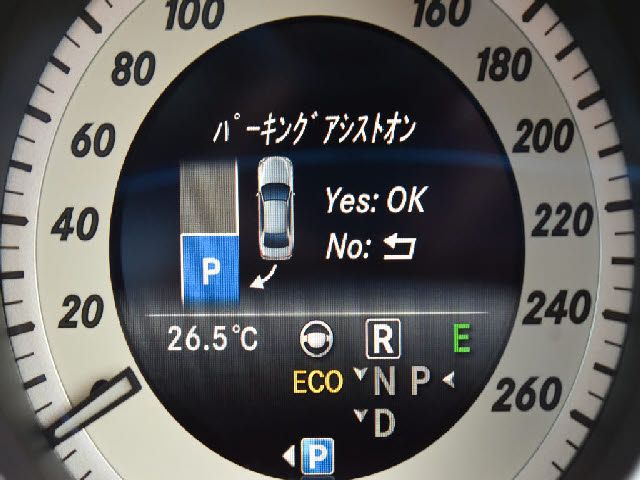 100 160
80 180
ﾊﾟｰｷﾝｸﾞｱｼｽﾄｵﾝ
60 200
Yes: OK
40 No: 220
P
20 240
26.5°C R E
ECO N P 260
D
P